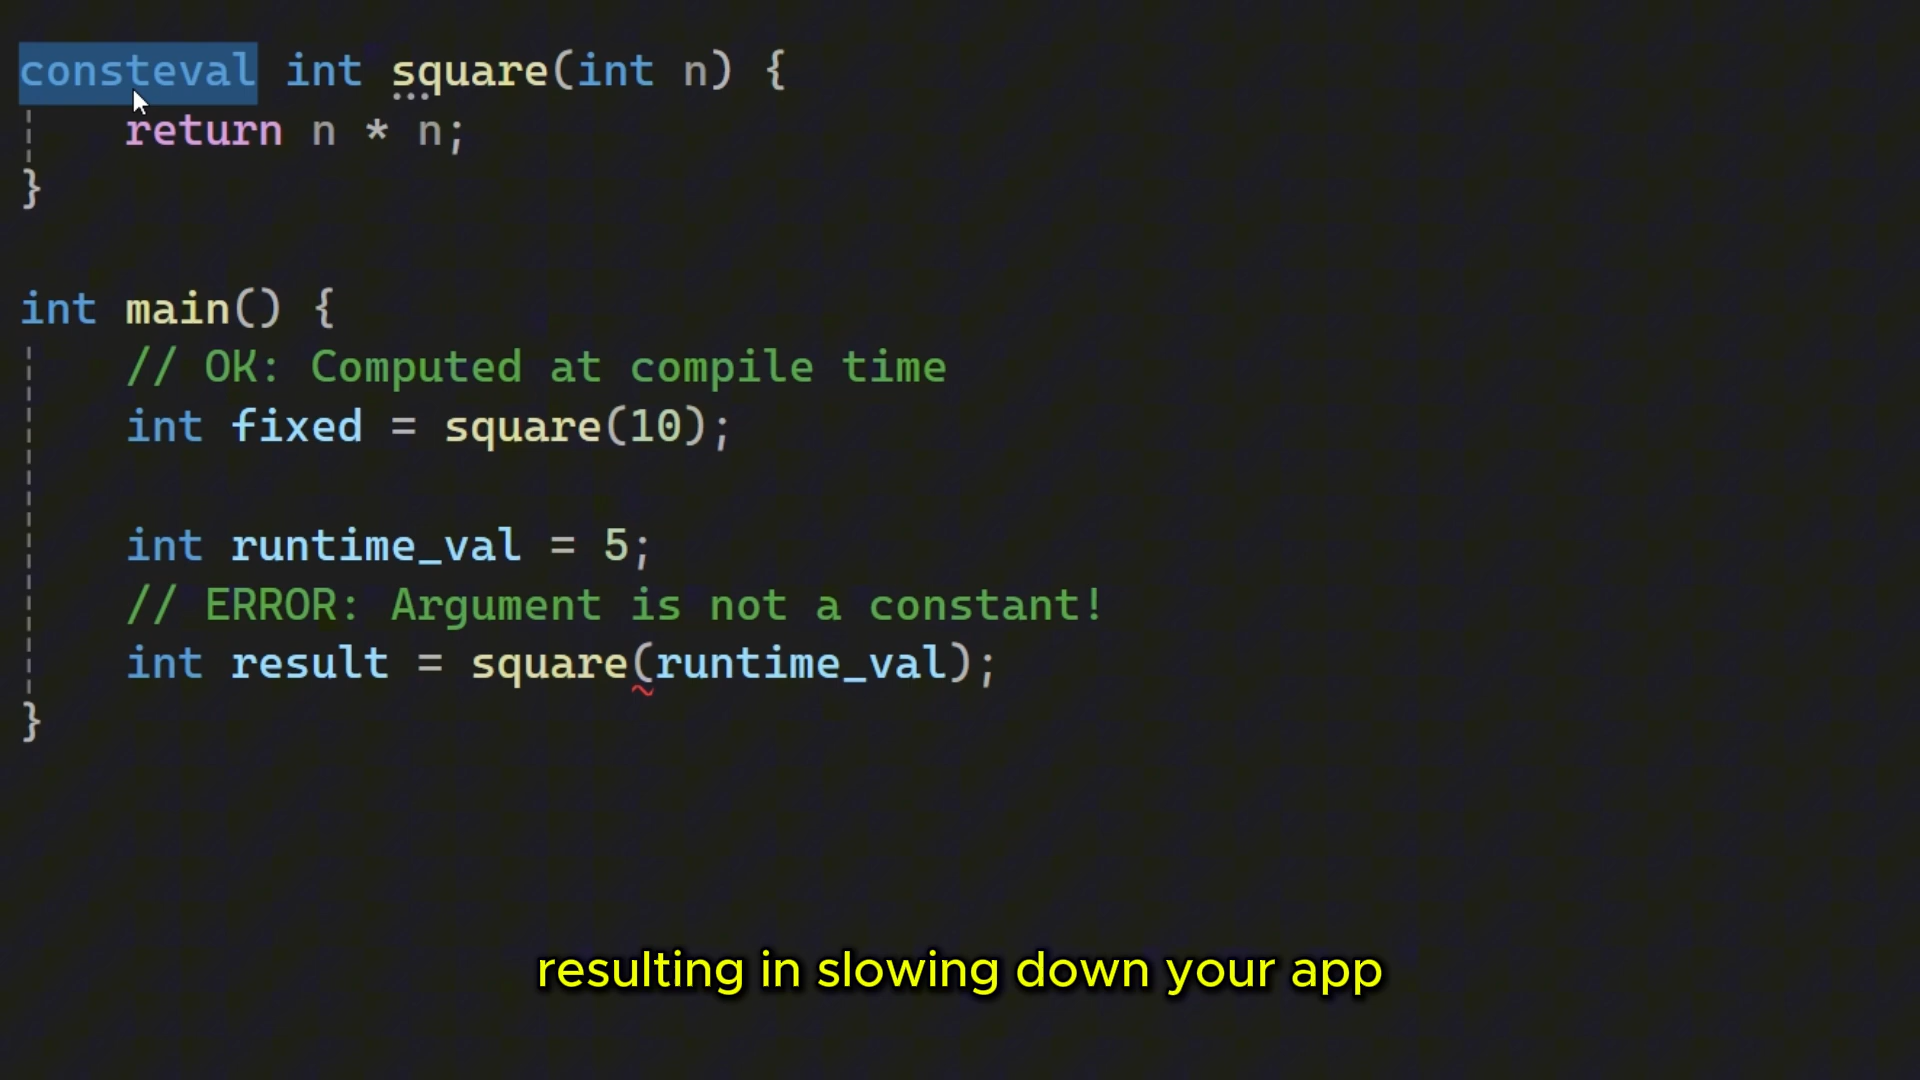 consteval int square(int n) {
    return n * n;
}
int main() {
    // OK: Computed at compile time
    int fixed = square(10);
    int runtime_val = 5;
    // ERROR: Argument is not a constant!
    int result = square(runtime_val);
}
resulting in slowing down your app